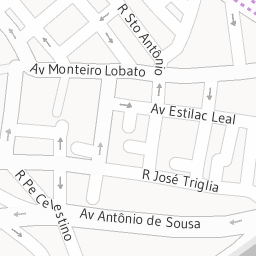 R Sto Antônio
Av Monteiro Lobato
Av Estilac Leal
R José Triglia
R Pe Celestino
Av Antônio de Sousa